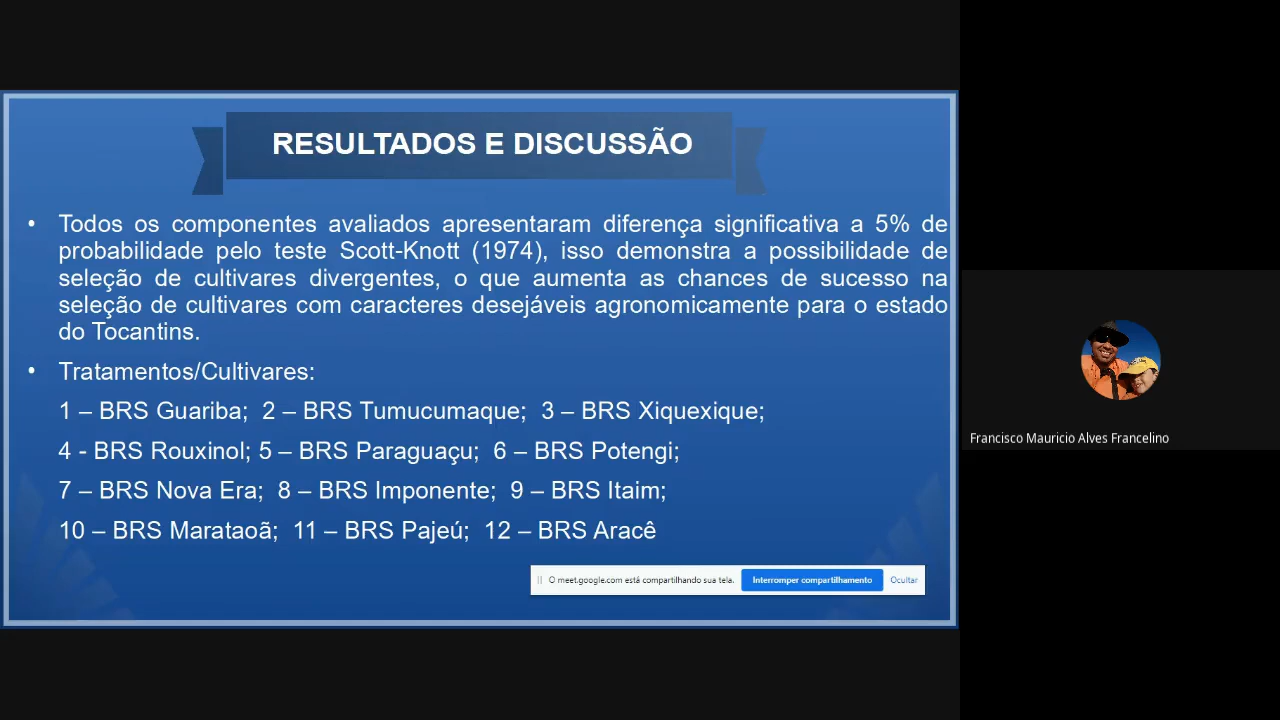 RESULTADOS E DISCUSSÃO
• Todos os componentes avaliados apresentaram diferença significativa a 5% de
probabilidade pelo teste Scott-Knott (1974), isso demonstra a possibilidade de
seleção de cultivares divergentes, o que aumenta as chances de sucesso na
seleção de cultivares com caracteres desejáveis agronomicamente para o estado
do Tocantins.
• Tratamentos/Cultivares:
1 – BRS Guariba; 2 – BRS Tumucumaque; 3 – BRS Xiquexique;
4 - BRS Rouxinol; 5 – BRS Paraguaçu; 6 – BRS Potengi;
7 – BRS Nova Era; 8 – BRS Imponente; 9 – BRS Itaim;
10 – BRS Marataoã; 11 – BRS Pajeú; 12 – BRS Aracê
O meet.google.com está compartilhando sua tela. Interromper compartilhamento Ocultar
Francisco Mauricio Alves Francelino